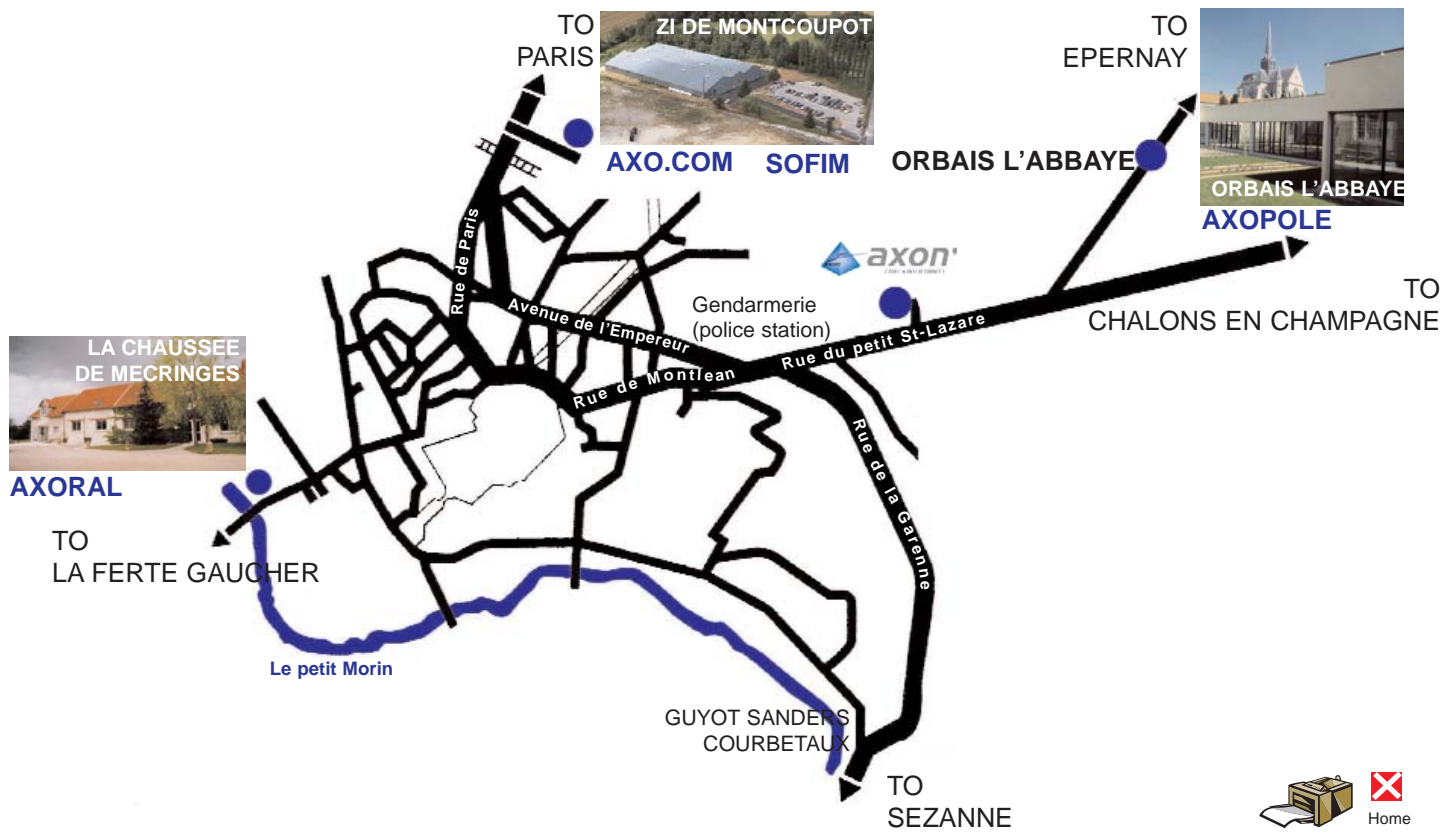 TO
PARIS
ZI DE MONTCOUPOT
AXO.COM SOFIM
TO
EPERNAY
ORBAIS L'ABBAYE
ORBAIS L'ABBAYE
AXOPOLE
axon'
TO
CHALONS EN CHAMPAGNE
Gendarmerie
(police station)
Rue de Paris
Avenue de l'Empereur
Rue de Montlean
Rue du petit St-Lazare
Rue de la Garenne
LA CHAUSSEE
DE MECRINGES
AXORAL
TO
LA FERTE GAUCHER
Le petit Morin
GUYOT SANDERS
COURBETAUX
TO
SEZANNE
Home